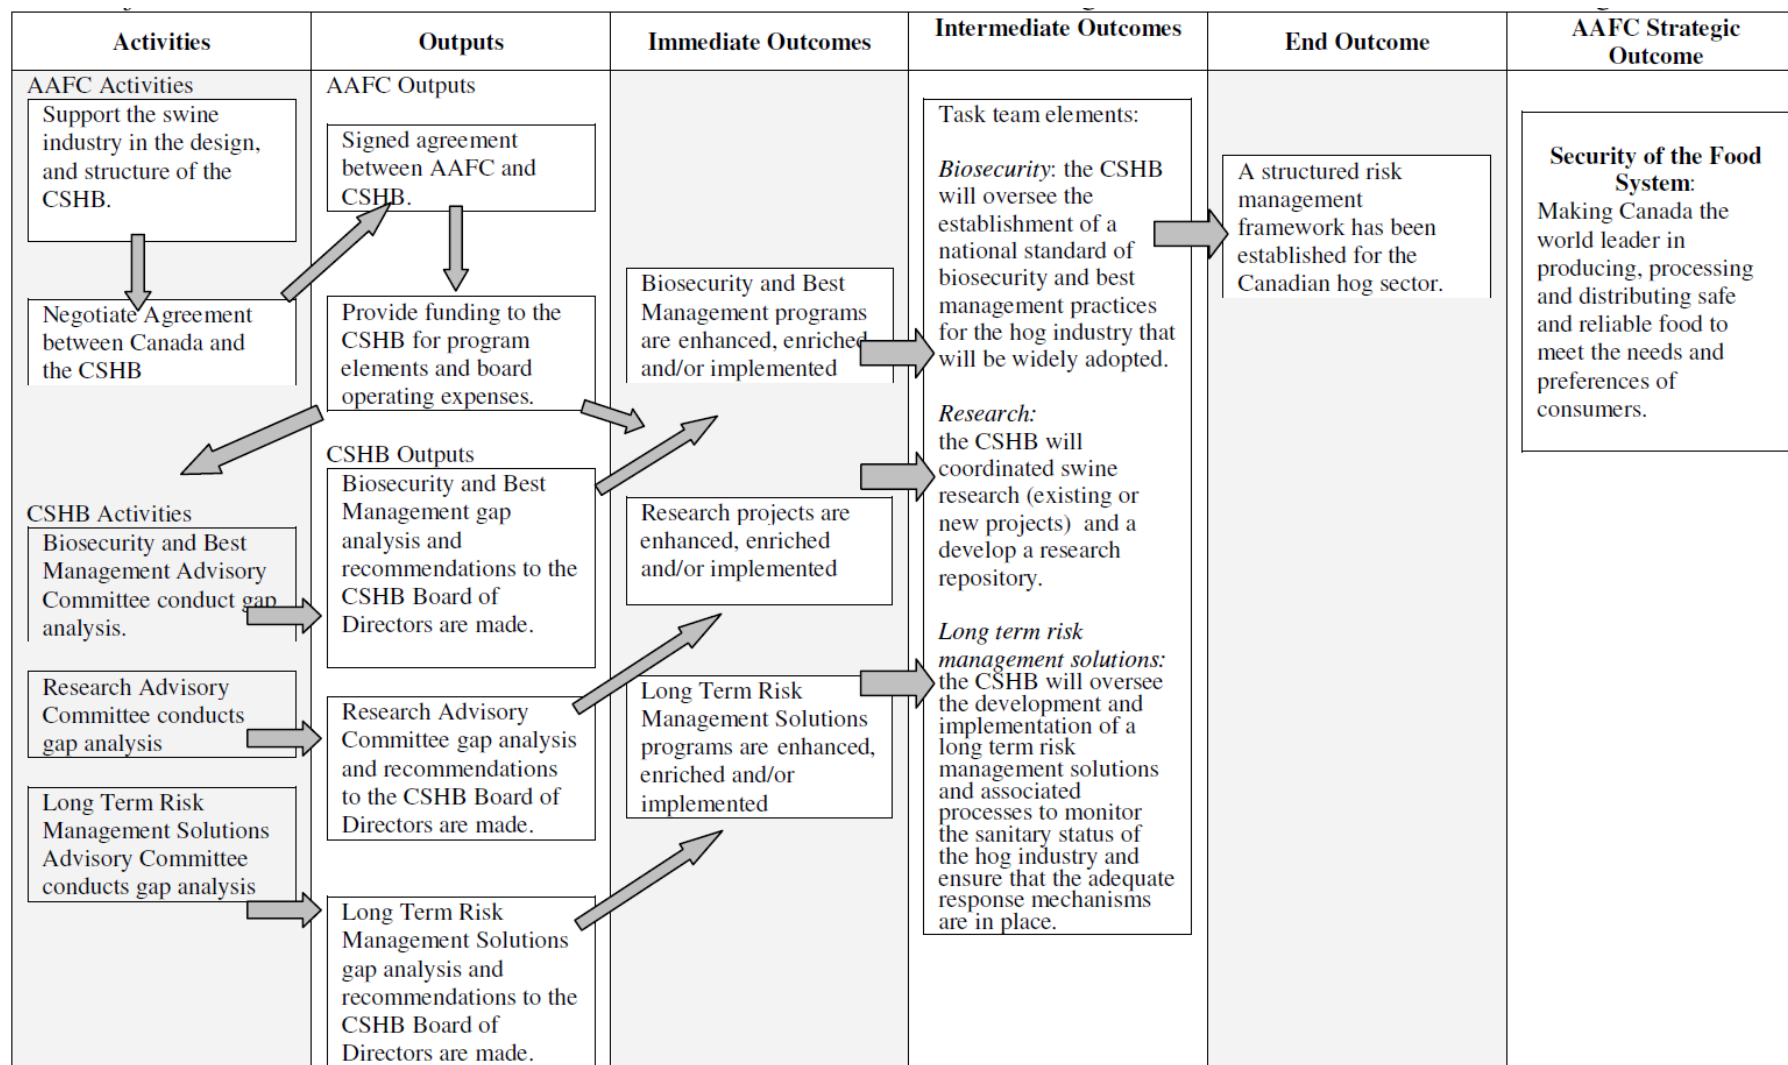 Activities
Outputs
Immediate Outcomes
Intermediate Outcomes
End Outcome
AAFC Strategic
Outcome
AAFC Activities
Support the swine
industry in the design,
and structure of the
CSHB.
Negotiate Agreement
between Canada and
the CSHB
CSHB Activities
Biosecurity and Best
Management Advisory
Committee conduct gap
analysis.
Research Advisory
Committee conducts
gap analysis
Long Term Risk
Management Solutions
Advisory Committee
conducts gap analysis
AAFC Outputs
Signed agreement
between AAFC and
CSHB.
Provide funding to the
CSHB for program
elements and board
operating expenses.
CSHB Outputs
Biosecurity and Best
Management gap
analysis and
recommendations to the
CSHB Board of
Directors are made.
Research Advisory
Committee gap analysis
and recommendations
to the CSHB Board of
Directors are made.
Long Term Risk
Management Solutions
gap analysis and
recommendations to the
CSHB Board of
Directors are made.
Biosecurity and Best
Management programs
are enhanced, enriched
and/or implemented
Research projects are
enhanced, enriched
and/or implemented
Long Term Risk
Management Solutions
programs are enhanced,
enriched and/or
implemented
Task team elements:
Biosecurity: the CSHB
will oversee the
establishment of a
national standard of
biosecurity and best
management practices
for the hog industry that
will be widely adopted.
Research:
the CSHB will
coordinated swine
research (existing or
new projects) and a
develop a research
repository.
Long term risk
management solutions:
the CSHB will oversee
the development and
implementation of a
long term risk
management solutions
and associated
processes to monitor
the sanitary status of
the hog industry and
ensure that the adequate
response mechanisms
are in place.
A structured risk
management
framework has been
established for the
Canadian hog sector.
Security of the Food
System:
Making Canada the
world leader in
producing, processing
and distributing safe
and reliable food to
meet the needs and
preferences of
consumers.